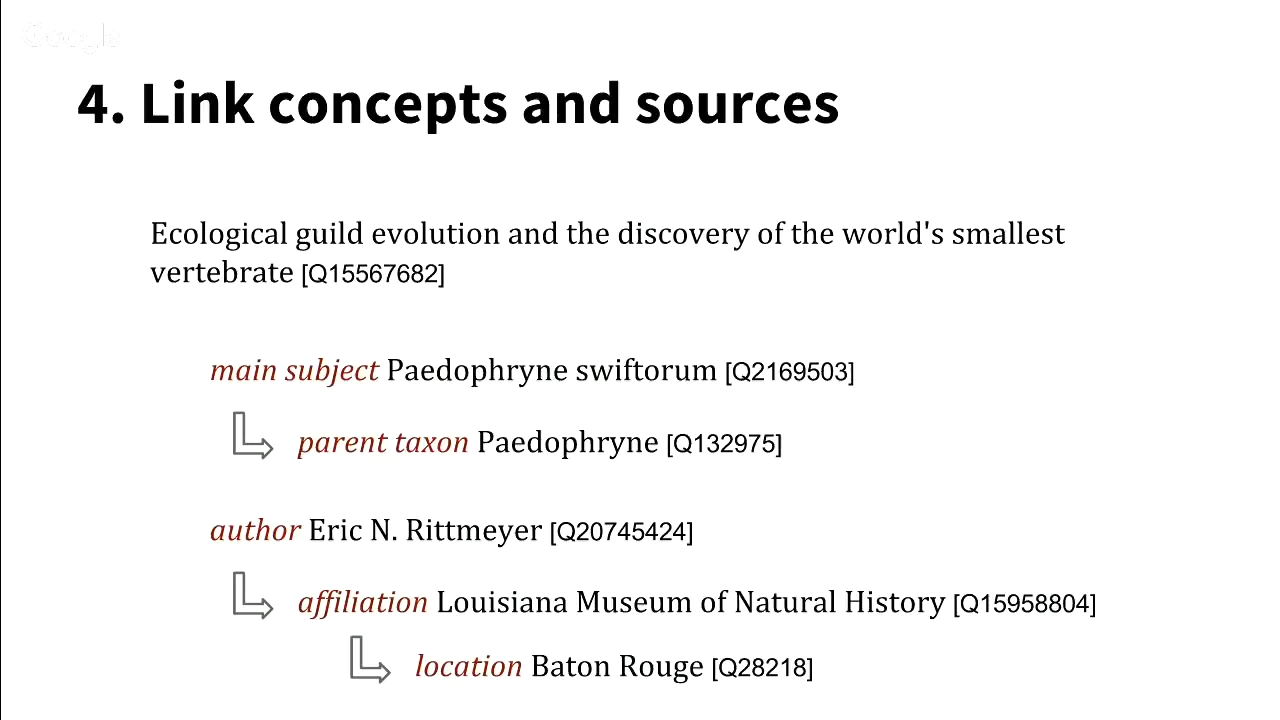 Google
4. Link concepts and sources
Ecological guild evolution and the discovery of the world's smallest
vertebrate [Q15567682]
main subject Paedophryne swiftorum [Q2169503]
parent taxon Paedophryne [Q132975]
author Eric N. Rittmeyer [Q20745424]
affiliation Louisiana Museum of Natural History [Q15958804]
location Baton Rouge [Q28218]